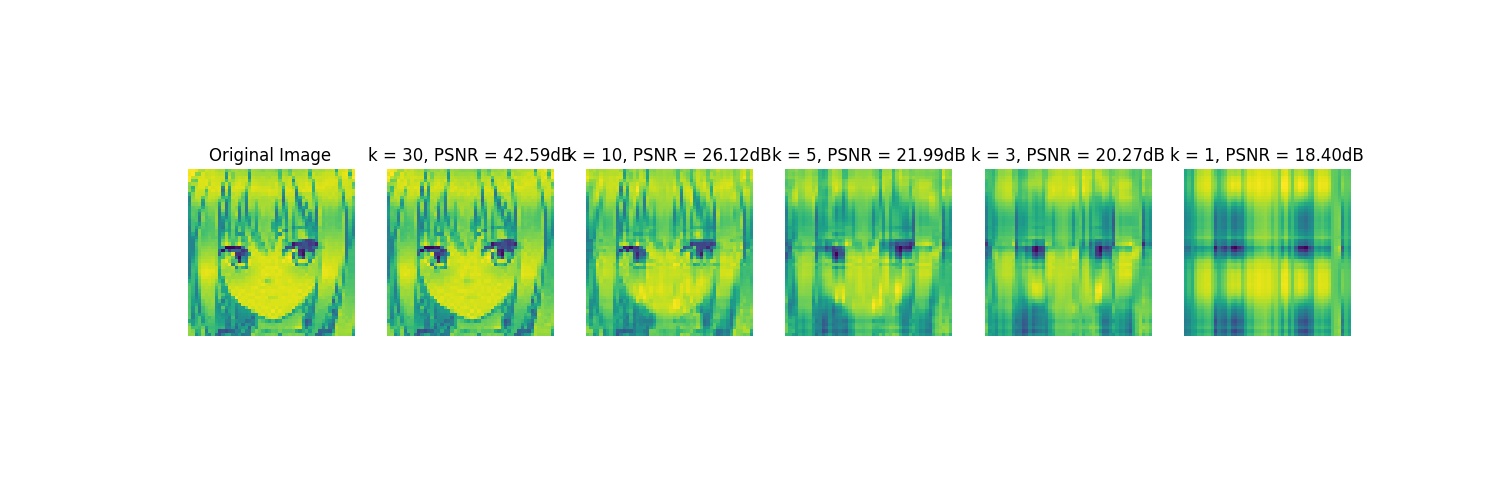 Original Image
k = 30, PSNR = 42.59dB
k = 10, PSNR = 26.12dB
k = 5, PSNR = 21.99dB
k = 3, PSNR = 20.27dB
k = 1, PSNR = 18.40dB